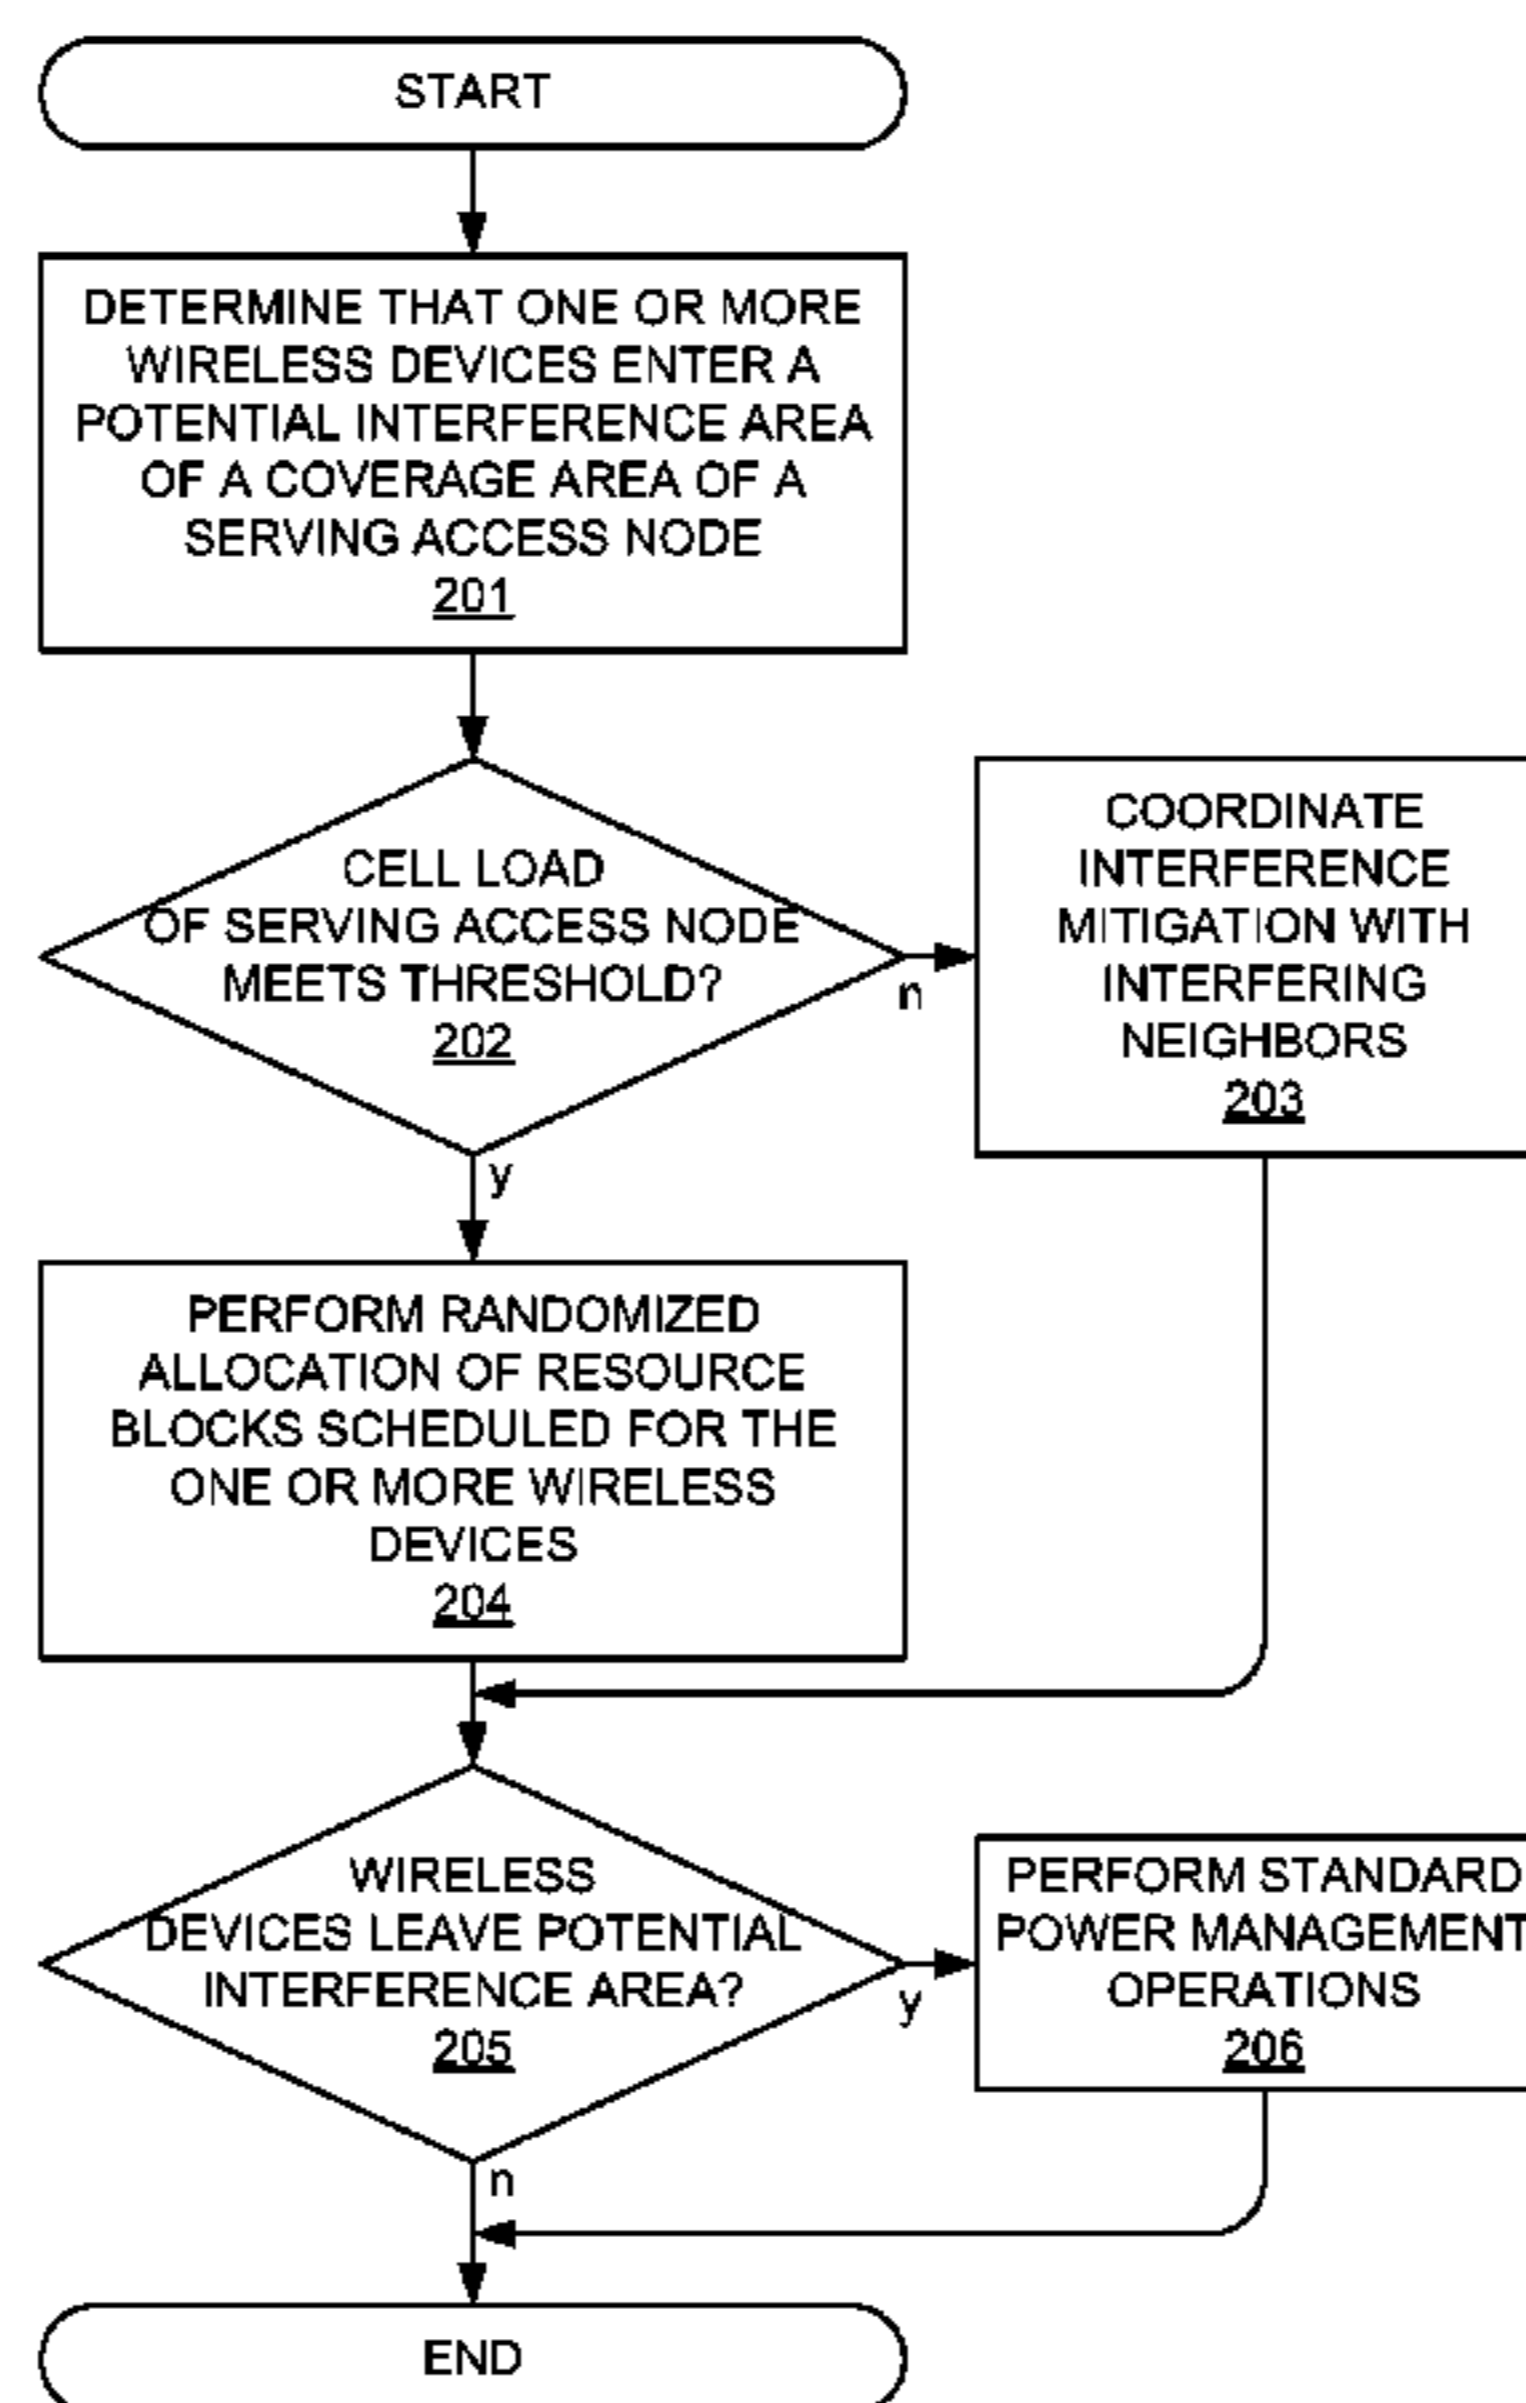 START
DETERMINE THAT ONE OR MORE
WIRELESS DEVICES ENTER A
POTENTIAL INTERFERENCE AREA
OF A COVERAGE AREA OF A
SERVING ACCESS NODE
201
CELL LOAD
OF SERVING ACCESS NODE
MEETS THRESHOLD?
202
n
y
COORDINATE
INTERFERENCE
MITIGATION WITH
INTERFERING
NEIGHBORS
203
PERFORM RANDOMIZED
ALLOCATION OF RESOURCE
BLOCKS SCHEDULED FOR THE
ONE OR MORE WIRELESS
DEVICES
204
WIRELESS
DEVICES LEAVE POTENTIAL
INTERFERENCE AREA?
205
y
n
PERFORM STANDARD
POWER MANAGEMENT
OPERATIONS
206
END